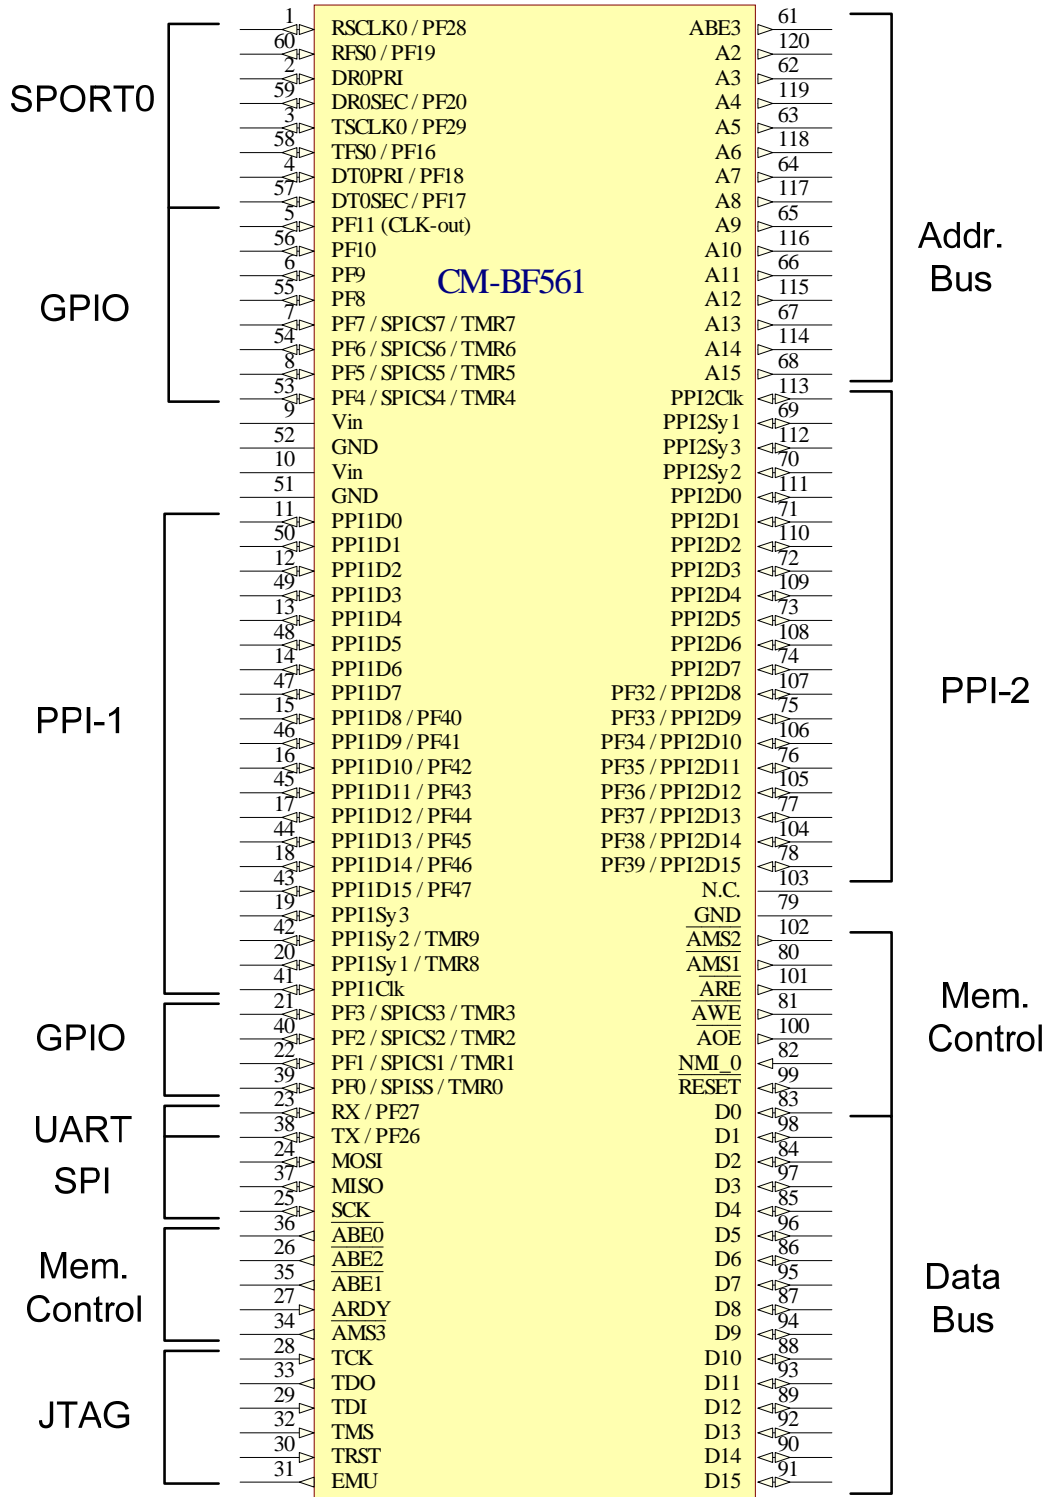 SPORT0
GPIO
PPI-1
GPIO
UART
SPI
Mem.
Control
JTAG
CM-BF561
1 RSCLK0 / PF28
60 RFS0 / PF19
2 DR0PRI
59 DR0SEC / PF20
3 TSCLK0 / PF29
58 TFS0 / PF16
4 DT0PRI / PF18
57 DT0SEC / PF17
5 PF11 (CLK-out)
56 PF10
6 PF9
55 PF8
7 PF7 / SPICS7 / TMR7
54 PF6 / SPICS6 / TMR6
8 PF5 / SPICS5 / TMR5
53 PF4 / SPICS4 / TMR4
9 Vin
52 GND
10 Vin
51 GND
11 PPI1D0
50 PPI1D1
12 PPI1D2
49 PPI1D3
13 PPI1D4
48 PPI1D5
14 PPI1D6
47 PPI1D7
15 PPI1D8 / PF40
46 PPI1D9 / PF41
16 PPI1D10 / PF42
45 PPI1D11 / PF43
17 PPI1D12 / PF44
44 PPI1D13 / PF45
18 PPI1D14 / PF46
43 PPI1D15 / PF47
19 PPI1Sy3
42 PPI1Sy2 / TMR9
20 PPI1Sy1 / TMR8
41 PPI1Clk
21 PF3 / SPICS3 / TMR3
40 PF2 / SPICS2 / TMR2
22 PF1 / SPICS1 / TMR1
39 PF0 / SPISS / TMR0
23 RX / PF27
38 TX / PF26
24 MOSI
37 MISO
25 SCK
36 ABE0
26 ABE2
35 ABE1
27 ARDY
34 AMS3
28 TCK
33 TDO
29 TDI
32 TMS
30 TRST
31 EMU
ABE3 61
A2 120
A3 62
A4 119
A5 63
A6 118
A7 64
A8 117
A9 65
A10 116
A11 66
A12 115
A13 67
A14 114
A15 68
PPI2Clk 113
PPI2Sy1 69
PPI2Sy3 112
PPI2Sy2 70
PPI2D0 111
PPI2D1 71
PPI2D2 110
PPI2D3 72
PPI2D4 109
PPI2D5 73
PPI2D6 108
PPI2D7 74
PF32 / PPI2D8 107
PF33 / PPI2D9 75
PF34 / PPI2D10 106
PF35 / PPI2D11 76
PF36 / PPI2D12 105
PF37 / PPI2D13 77
PF38 / PPI2D14 104
PF39 / PPI2D15 78
N.C. 103
GND 79
AMS2 102
AMS1 80
ARE 101
AWE 81
AOE 100
NMI_0 82
RESET 99
D0 83
D1 98
D2 84
D3 97
D4 85
D5 96
D6 86
D7 95
D8 87
D9 94
D10 88
D11 93
D12 89
D13 92
D14 90
D15 91
Addr.
Bus
PPI-2
Mem.
Control
Data
Bus